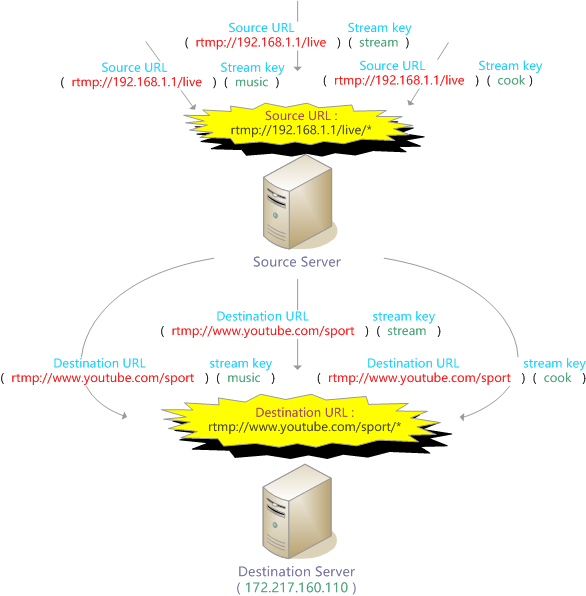 Source URL Stream key
( rtmp://192.168.1.1/live ) ( stream )
Source URL Stream key
( rtmp://192.168.1.1/live ) ( music )
Source URL Stream key
( rtmp://192.168.1.1/live ) ( cook )
Source URL :
rtmp://192.168.1.1/live/*
Source Server
Destination URL stream key
( rtmp://www.youtube.com/sport ) ( stream )
Destination URL stream key
( rtmp://www.youtube.com/sport ) ( music )
Destination URL stream key
( rtmp://www.youtube.com/sport ) ( cook )
Destination URL :
rtmp://www.youtube.com/sport/*
Destination Server
( 172.217.160.110 )